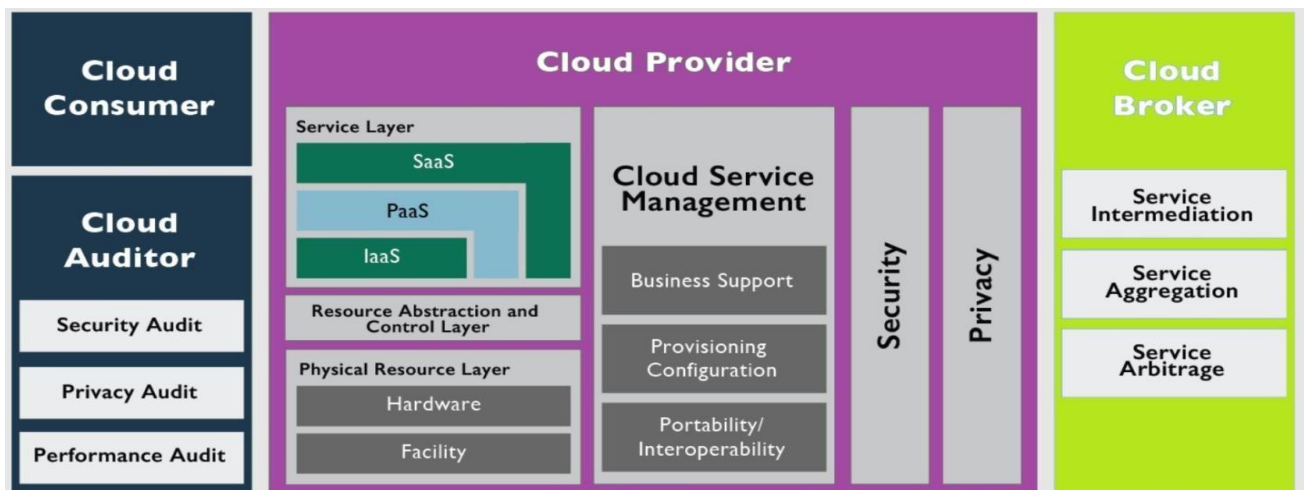 Cloud
Consumer
Cloud
Auditor
Security Audit
Privacy Audit
Performance Audit
Cloud Provider
Service Layer
SaaS
PaaS
IaaS
Resource Abstraction and
Control Layer
Physical Resource Layer
Hardware
Facility
Cloud Service
Management
Business Support
Provisioning
Configuration
Portability/
Interoperability
Security
Privacy
Cloud
Broker
Service
Intermediation
Service
Aggregation
Service
Arbitrage